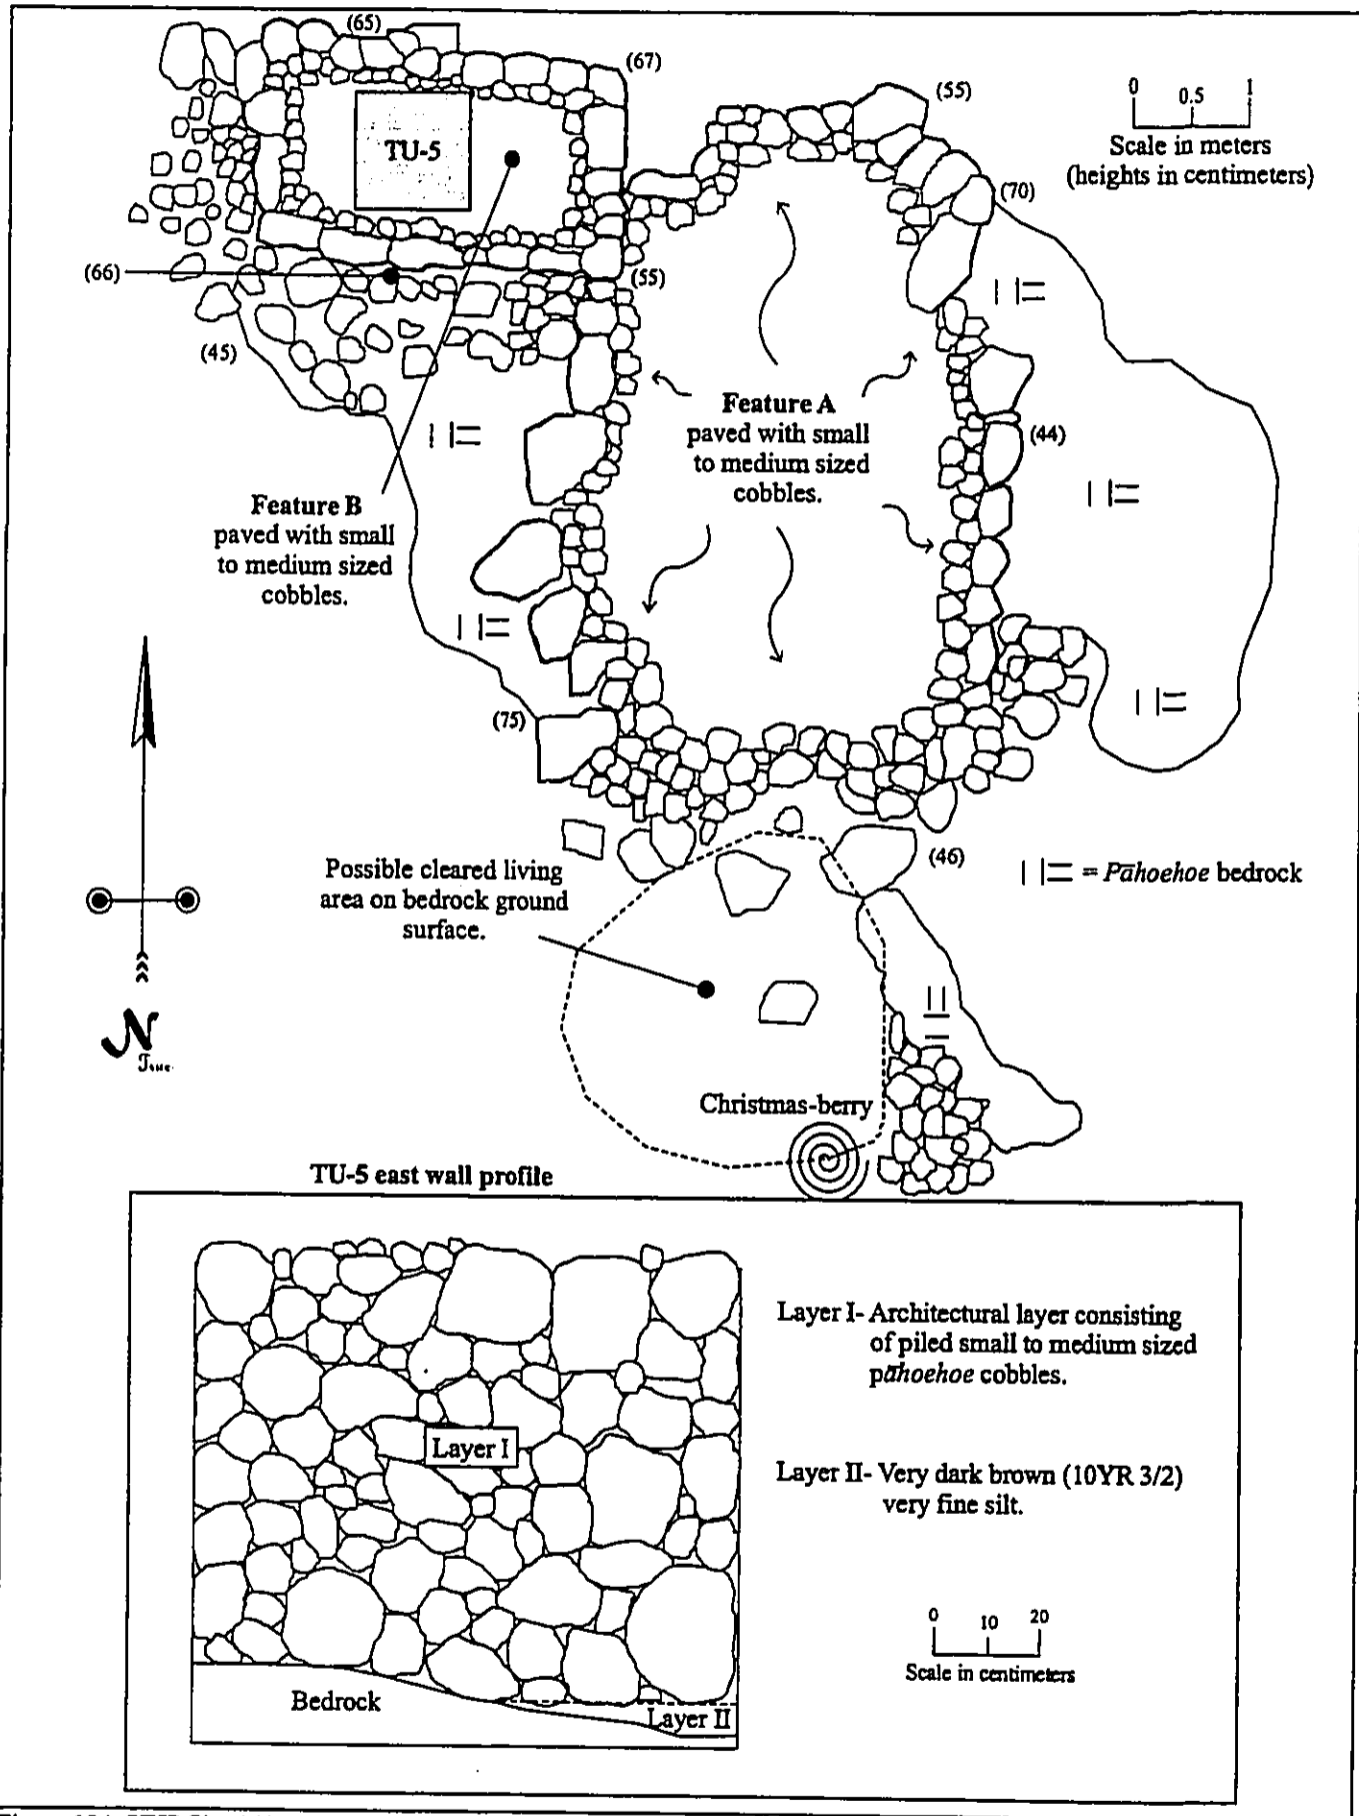 (65)
(67)
(55)
0 0.5 1
Scale in meters
(heights in centimeters)
TU-5
(70)
(66)
(55)
(45)
Feature A
paved with small
to medium sized
cobbles.
(44)
Feature B
paved with small
to medium sized
cobbles.
(75)
(46)
Possible cleared living
area on bedrock ground
surface.
= Pāhoehoe bedrock
N
True
Christmas-berry
TU-5 east wall profile
Layer I- Architectural layer consisting
of piled small to medium sized
pāhoehoe cobbles.
Layer I
Layer II- Very dark brown (10YR 3/2)
very fine silt.
0 10 20
Scale in centimeters
Bedrock
Layer II